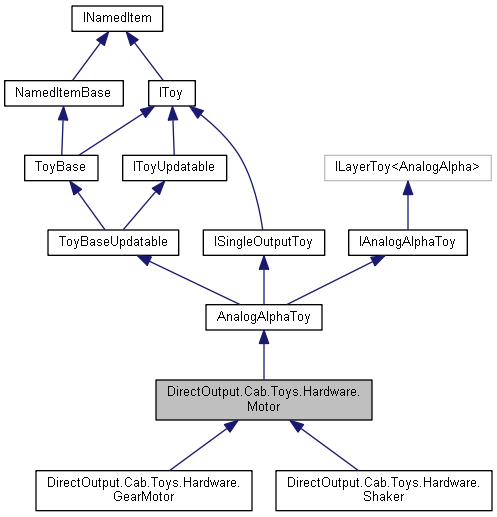 INamedItem
NamedItemBase
IToy
ToyBase
IToyUpdatable
ILayerToy<AnalogAlpha>
ToyBaseUpdatable
ISingleOutputToy
IAnalogAlphaToy
AnalogAlphaToy
DirectOutput.Cab.Toys.Hardware.
Motor
DirectOutput.Cab.Toys.Hardware.
GearMotor
DirectOutput.Cab.Toys.Hardware.
Shaker